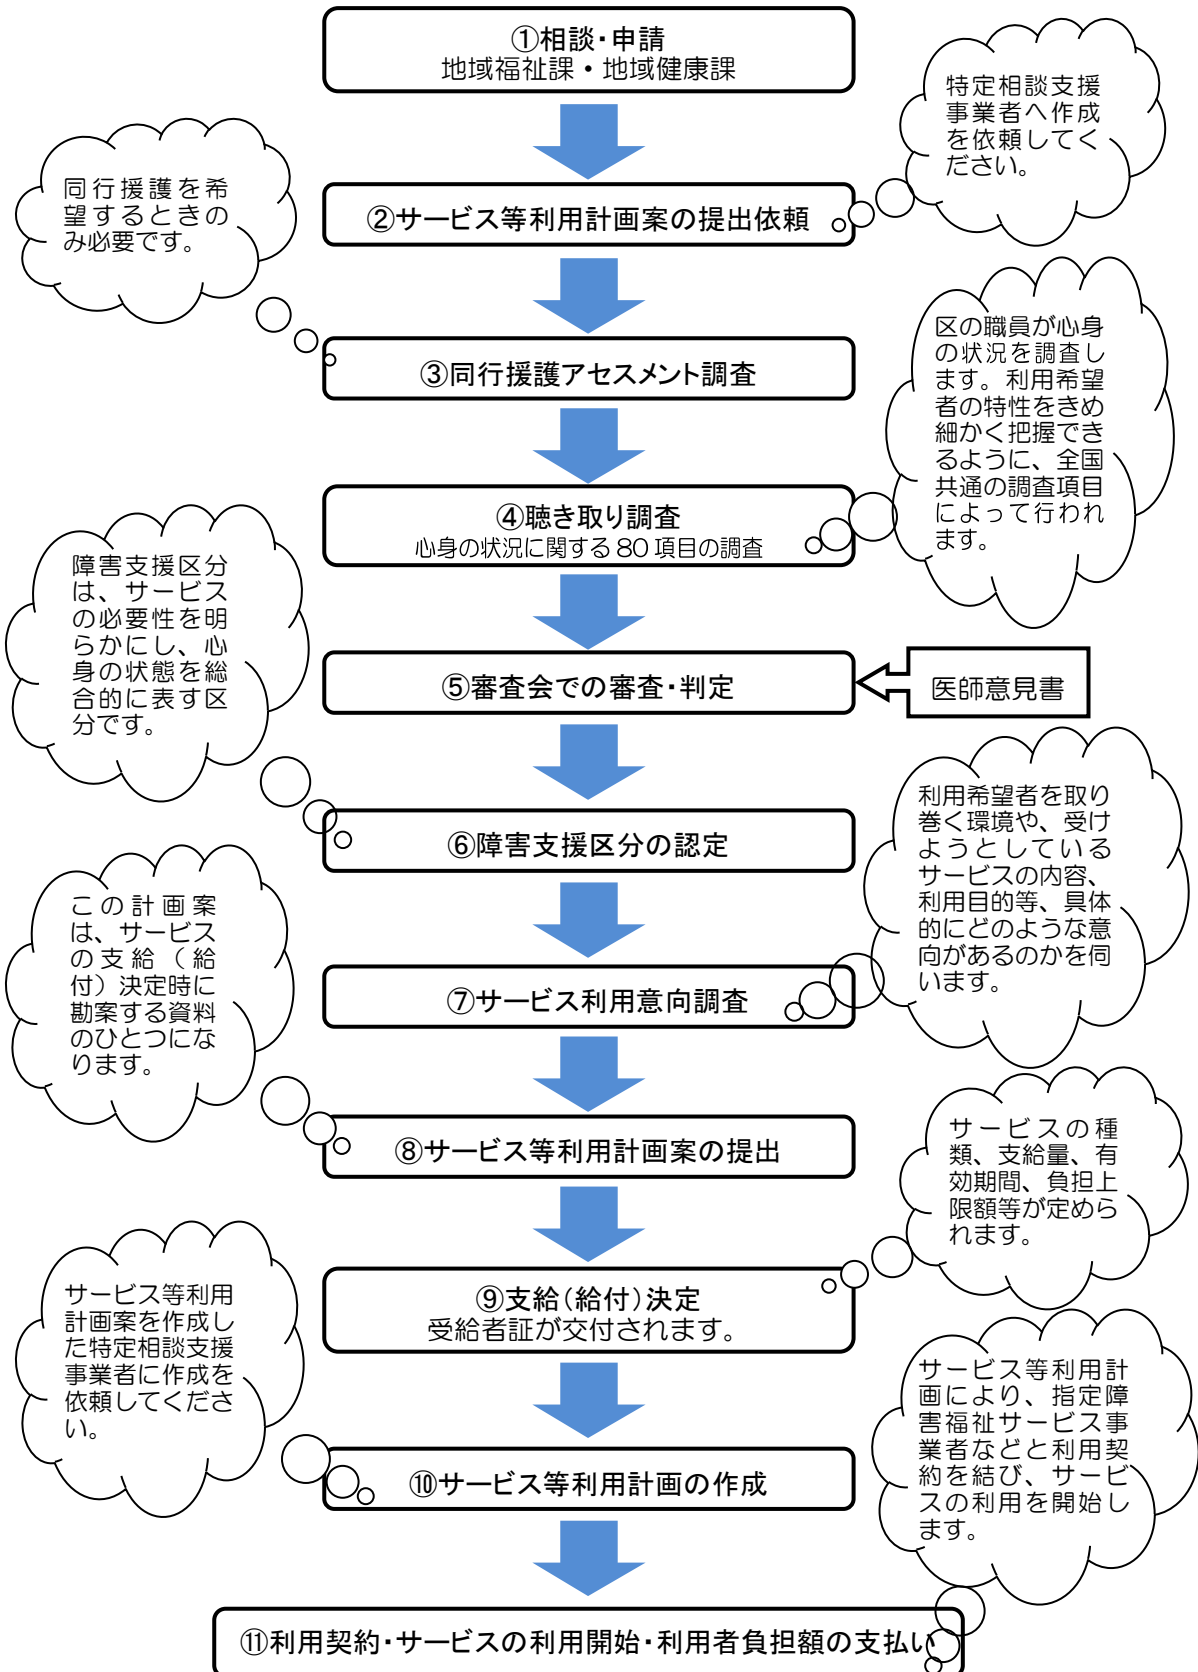 ①相談・申請
地域福祉課・地域健康課
特定相談支援
事業者へ作成
を依頼してく
ださい。
②サービス等利用計画案の提出依頼
同行援護を希
望するときの
み必要です。
③同行援護アセスメント調査
区の職員が心身
の状況を調査し
ます。利用希望
者の特性をきめ
細かく把握でき
るように、全国
共通の調査項目
によって行われ
ます。
④聴き取り調査
心身の状況に関する80項目の調査
障害支援区分
は、サービス
の必要性を明
らかにし、心
身の状態を総
合的に表す区
分です。
⑤審査会での審査・判定
医師意見書
⑥障害支援区分の認定
利用希望者を取り
巻く環境や、受け
ようとしている
サービスの内容、
利用目的等、具体
的にどのような意
向があるのかを伺
います。
⑦サービス利用意向調査
この計画案
は、サービス
の支給(給
付)決定時に
勘案する資料
のひとつにな
ります。
⑧サービス等利用計画案の提出
サービスの種
類、支給量、有
効期間、負担上
限額等が定めら
れます。
⑨支給(給付)決定
受給者証が交付されます。
サービス等利用
計画案を作成し
た特定相談支援
事業者に作成を
依頼してくださ
い。
⑩サービス等利用計画の作成
サービス等利用計
画により、指定障
害福祉サービス事
業者などと利用契
約を結び、サービ
スの利用を開始し
ます。
⑪利用契約・サービスの利用開始・利用者負担額の支払い